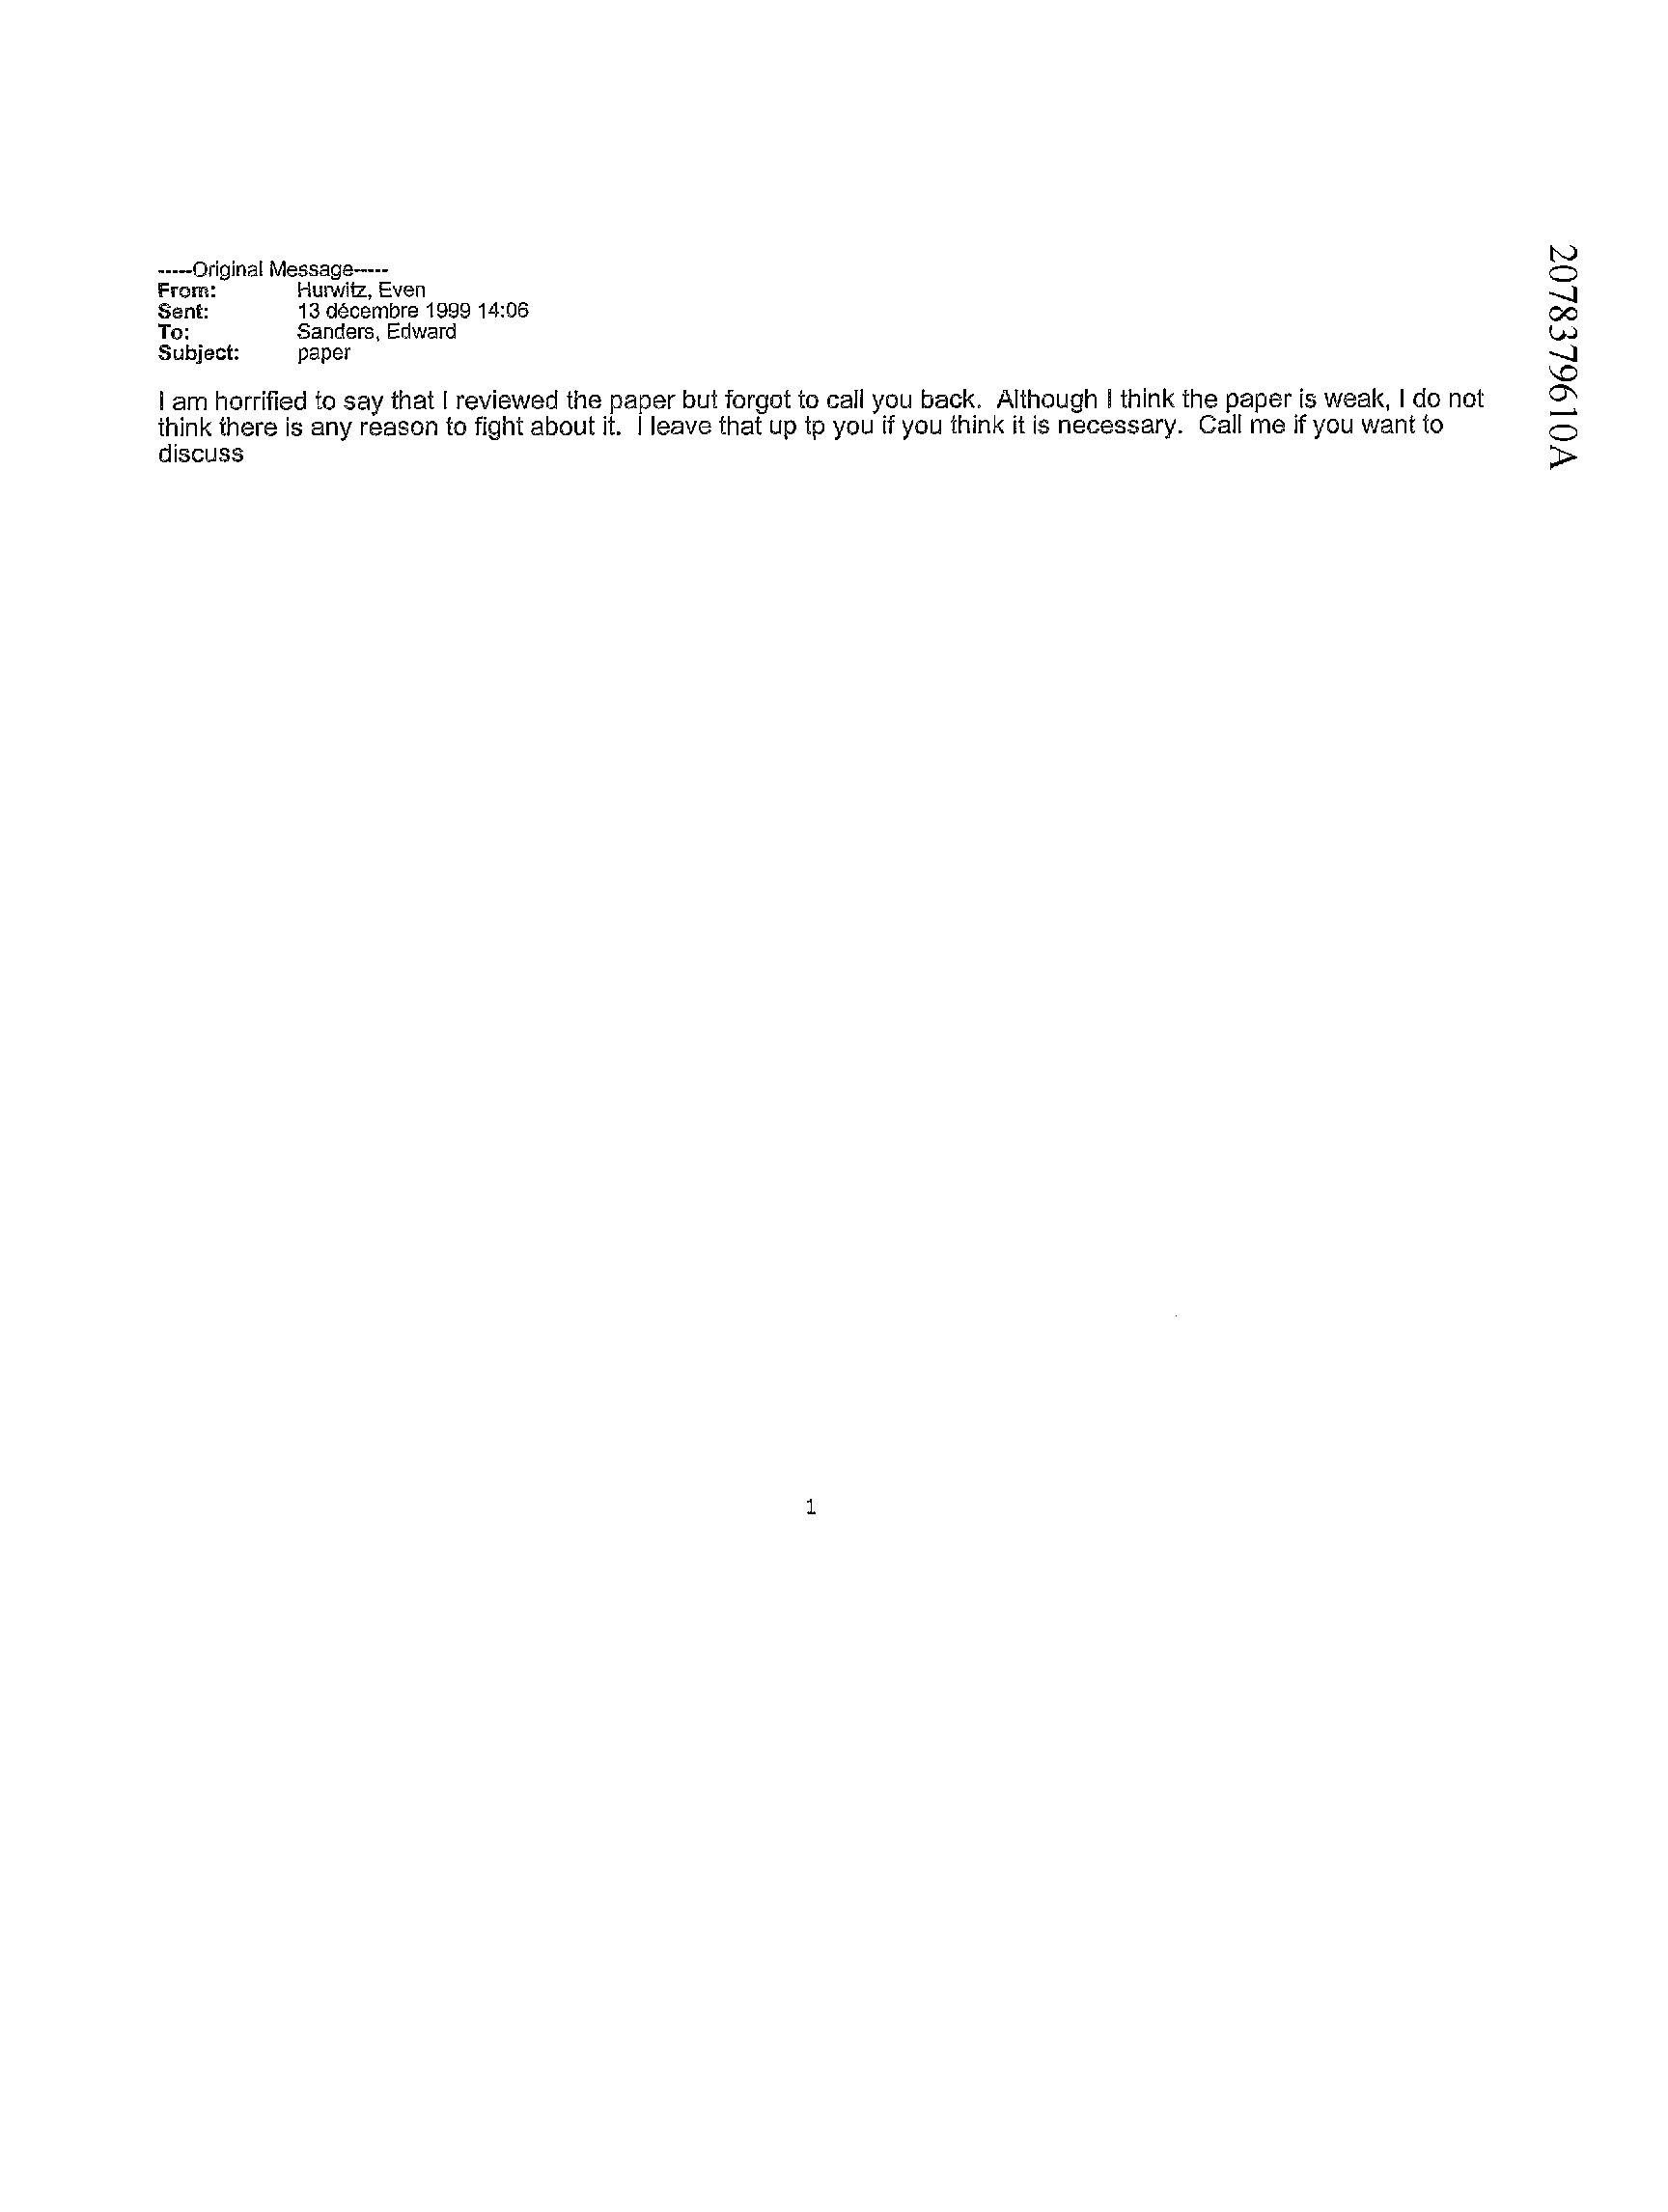 -----Original Message-----
From: Hurwitz, Even
Sent: 13 décembre 1999 14:06
To: Sanders, Edward
Subject: paper
I am horrified to say that I reviewed the paper but forgot to call you back. Although I think the paper is weak, I do not
think there is any reason to fight about it. I leave that up tp you if you think it is necessary. Call me if you want to
discuss
2078379610A
1